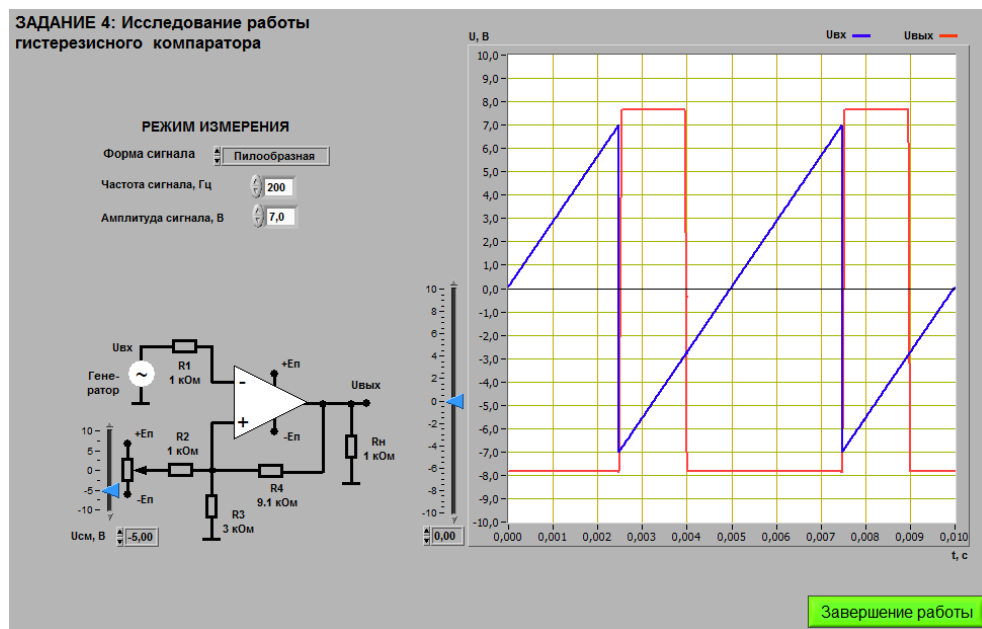 ЗАДАНИЕ 4: Исследование работы
гистерезисного компаратора
РЕЖИМ ИЗМЕРЕНИЯ
Форма сигнала Пилообразная
Частота сигнала, Гц 200
Амплитуда сигнала, В 7,0
Uвх
Гене-
ратор
R1
1 кОм
-
+
+Eп
-Eп
Uвых
Rн
1 кОм
R2
1 кОм
R4
9.1 кОм
R3
3 кОм
+Eп
-Eп
10
5
0
-5
-10
Uсм, В -5,00
10
8
6
4
2
0
-2
-4
-6
-8
-10
0,00
U, В
Uвх Uвых
10,0
9,0
8,0
7,0
6,0
5,0
4,0
3,0
2,0
1,0
0,0
-1,0
-2,0
-3,0
-4,0
-5,0
-6,0
-7,0
-8,0
-9,0
-10,0
0,000 0,001 0,002 0,003 0,004 0,005 0,006 0,007 0,008 0,009 0,010
t, с
Завершение работы